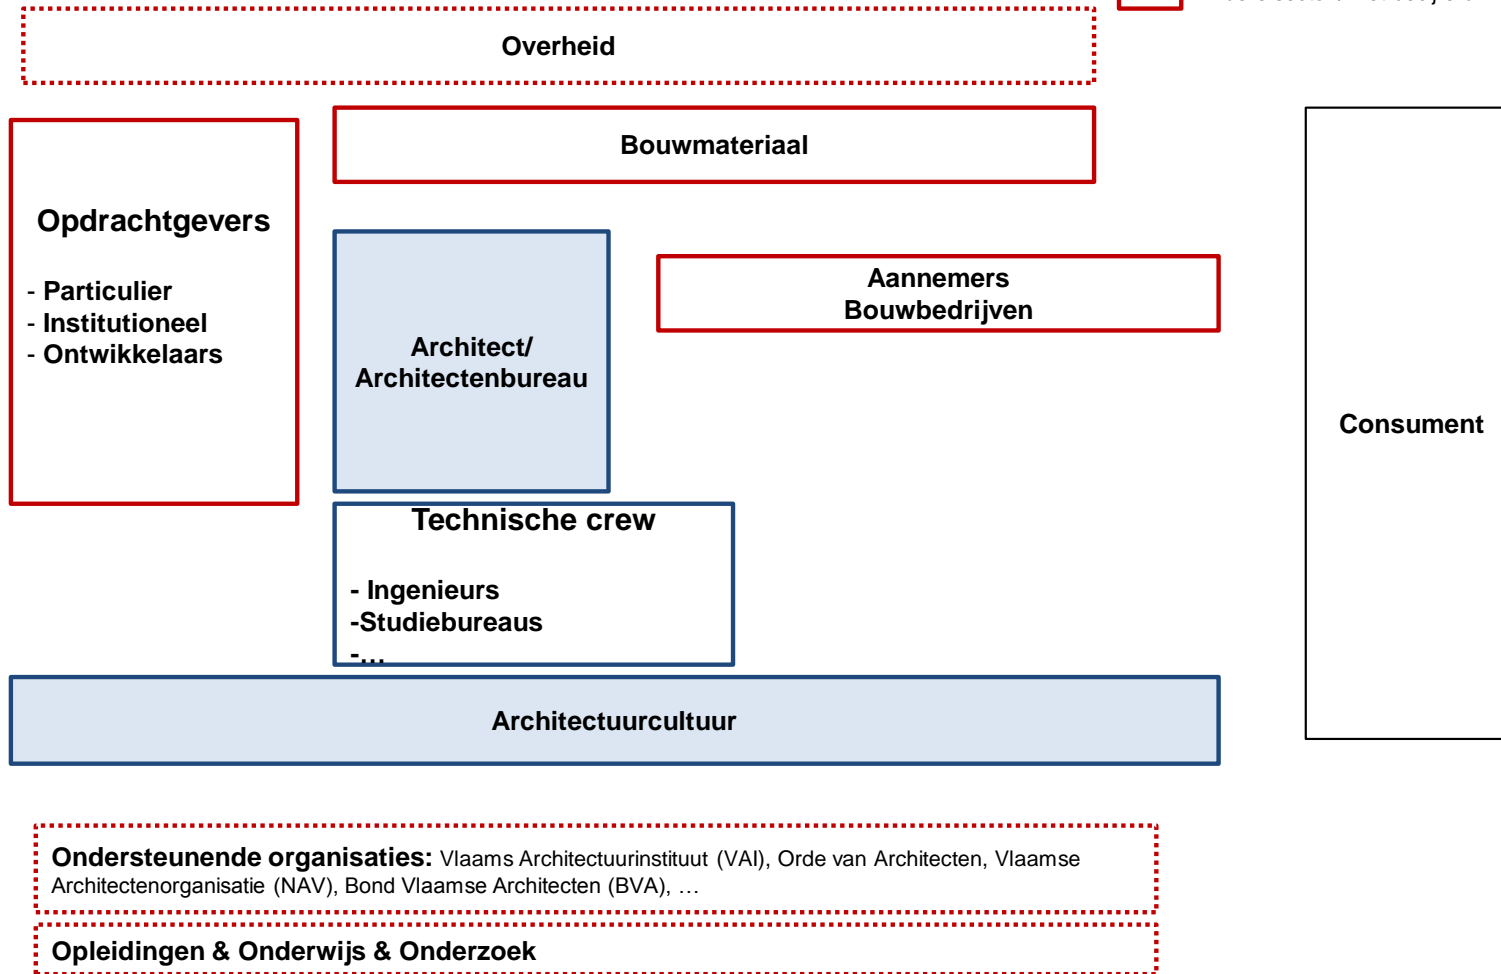 Overheid
Bouwmateriaal
Opdrachtgevers
- Particulier
- Institutioneel
- Ontwikkelaars
Architect/
Architectenbureau
Aannemers
Bouwbedrijven
Consument
Technische crew
- Ingenieurs
-Studiebureaus
-...
Architectuurcultuur
Ondersteunende organisaties: Vlaams Architectuurinstituut (VAI), Orde van Architecten, Vlaamse
Architectenorganisatie (NAV), Bond Vlaamse Architecten (BVA), …
Opleidingen & Onderwijs & Onderzoek